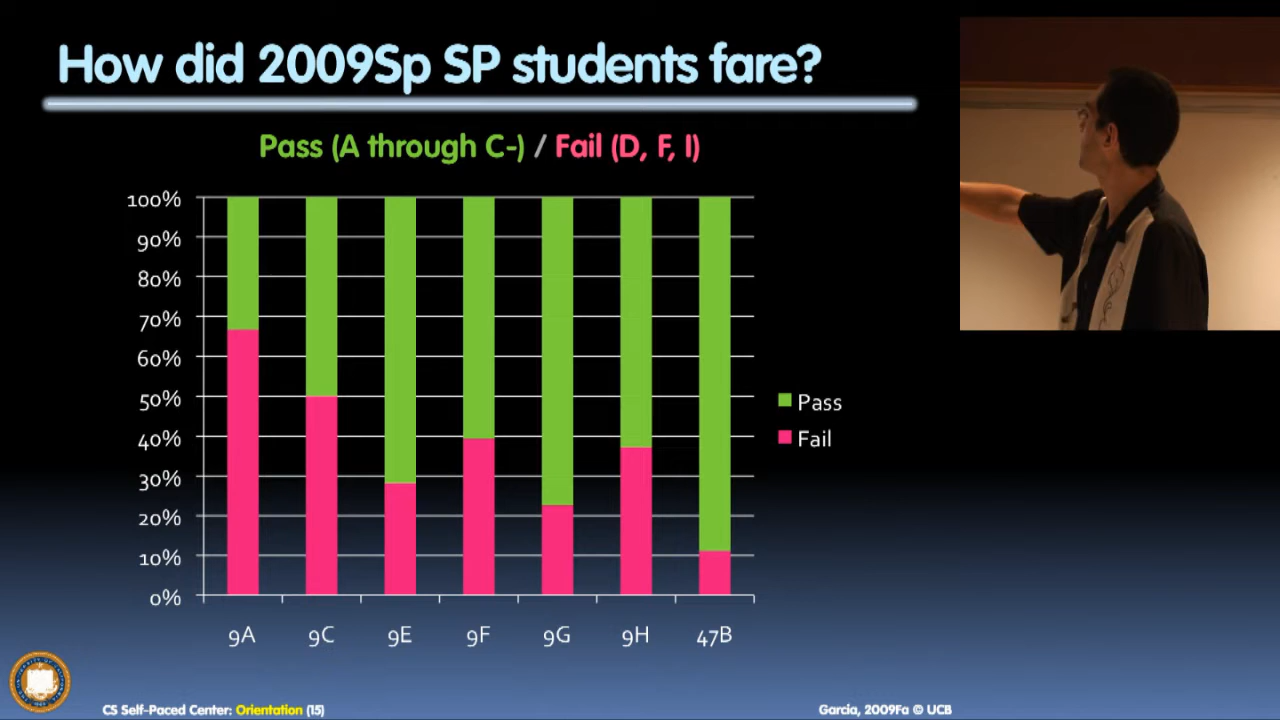 How did 2009Sp SP students fare?
Pass (A through C-) / Fail (D, F, I)
100%
90%
80%
70%
60%
50%
40%
30%
20%
10%
0%
9A 9C 9E 9F 9G 9H 47B
Pass
Fail
CS Self-Paced Center: Orientation (15)
Garcia, 2009Fa © UCB